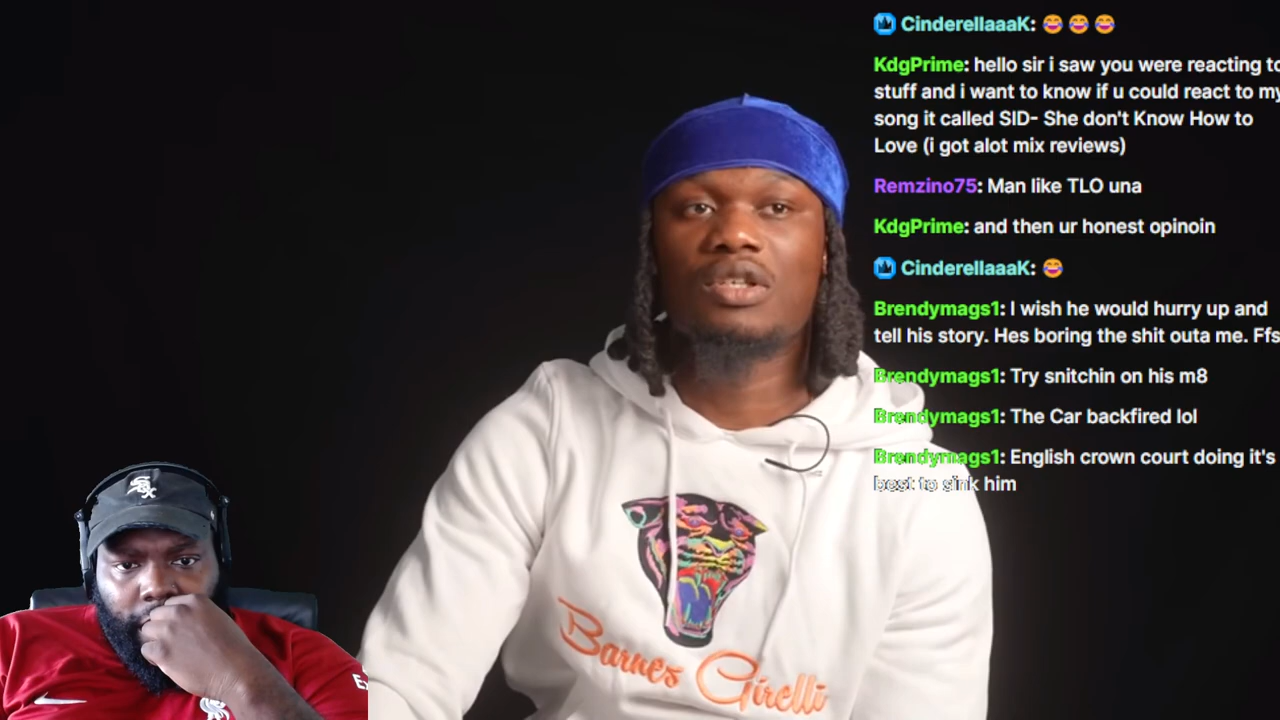 CinderellaaaK: 😂 😂 😂
KdgPrime: hello sir i saw you were reacting to
stuff and i want to know if u could react to my
song it called SID- She don't Know How to
Love (i got alot mix reviews)
Remzino75: Man like TLO una
KdgPrime: and then ur honest opinoin
CinderellaaaK: 😂
Brendymags1: I wish he would hurry up and
tell his story. Hes boring the shit outa me. Ffs
Brendymags1: Try snitchin on his m8
Brendymags1: The Car backfired lol
Brendymags1: English crown court doing it's
best to sink him
Sox
Barnes Girelli